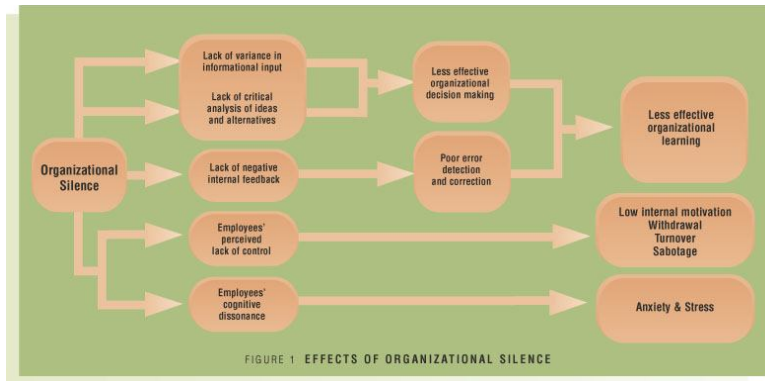 Organizational
Silence
Lack of variance in
informational input
Lack of critical
analysis of ideas
and alternatives
Lack of negative
internal feedback
Employees'
perceived
lack of control
Employees'
cognitive
dissonance
Less effective
organizational
decision making
Poor error
detection
and correction
Less effective
organizational
learning
Low internal motivation
Withdrawal
Turnover
Sabotage
Anxiety & Stress
FIGURE 1 EFFECTS OF ORGANIZATIONAL SILENCE